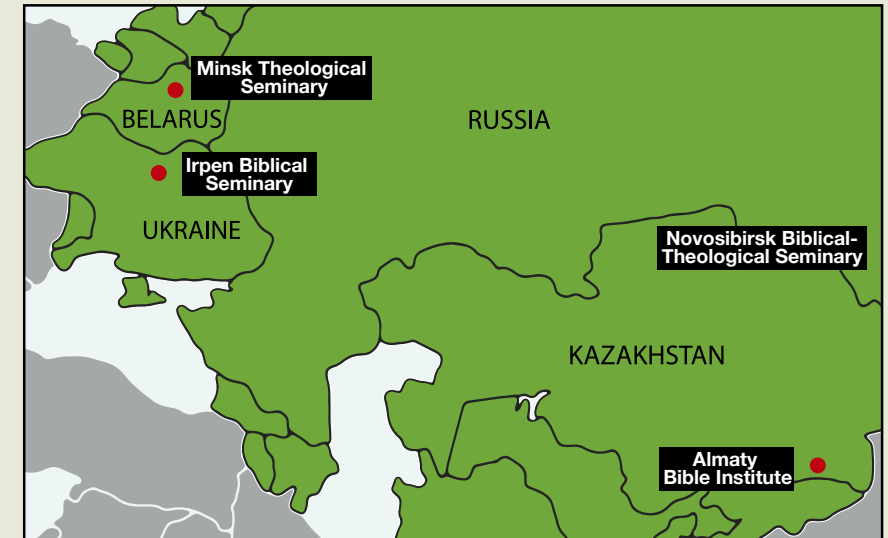 Minsk Theological
Seminary
BELARUS
RUSSIA
Irpen Biblical
Seminary
UKRAINE
Novosibirsk Biblical-
Theological Seminary
KAZAKHSTAN
Almaty
Bible Institute